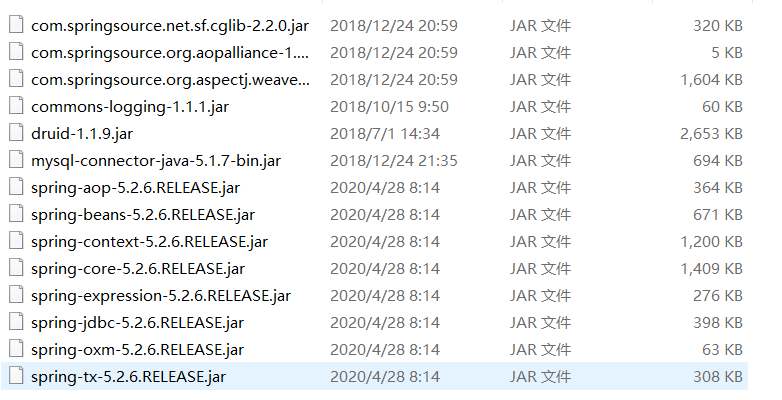 com.springsource.net.sf.cglib-2.2.0.jar 2018/12/24 20:59 JAR 文件 320 KB
com.springsource.org.aopalliance-1.... 2018/12/24 20:59 JAR 文件 5 KB
com.springsource.org.aspectj.weave... 2018/12/24 20:59 JAR 文件 1,604 KB
commons-logging-1.1.1.jar 2018/10/15 9:50 JAR 文件 60 KB
druid-1.1.9.jar 2018/7/1 14:34 JAR 文件 2,653 KB
mysql-connector-java-5.1.7-bin.jar 2018/12/24 21:35 JAR 文件 694 KB
spring-aop-5.2.6.RELEASE.jar 2020/4/28 8:14 JAR 文件 364 KB
spring-beans-5.2.6.RELEASE.jar 2020/4/28 8:14 JAR 文件 671 KB
spring-context-5.2.6.RELEASE.jar 2020/4/28 8:14 JAR 文件 1,200 KB
spring-core-5.2.6.RELEASE.jar 2020/4/28 8:14 JAR 文件 1,409 KB
spring-expression-5.2.6.RELEASE.jar 2020/4/28 8:14 JAR 文件 276 KB
spring-jdbc-5.2.6.RELEASE.jar 2020/4/28 8:14 JAR 文件 398 KB
spring-oxm-5.2.6.RELEASE.jar 2020/4/28 8:14 JAR 文件 63 KB
spring-tx-5.2.6.RELEASE.jar 2020/4/28 8:14 JAR 文件 308 KB